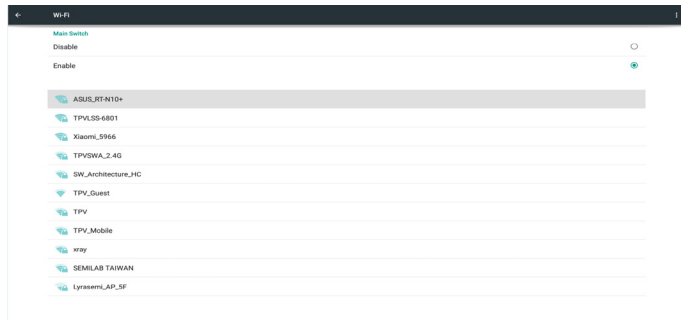 Wi-Fi
Main Switch
Disable
Enable
ASUS_RT-N10+
TPVLSS-6801
Xiaomi_5966
TPVSWA_2.4G
SW_Architecture_HC
TPV_Guest
TPV
TPV_Mobile
xray
SEMILAB TAIWAN
Lyrasemi_AP_5F